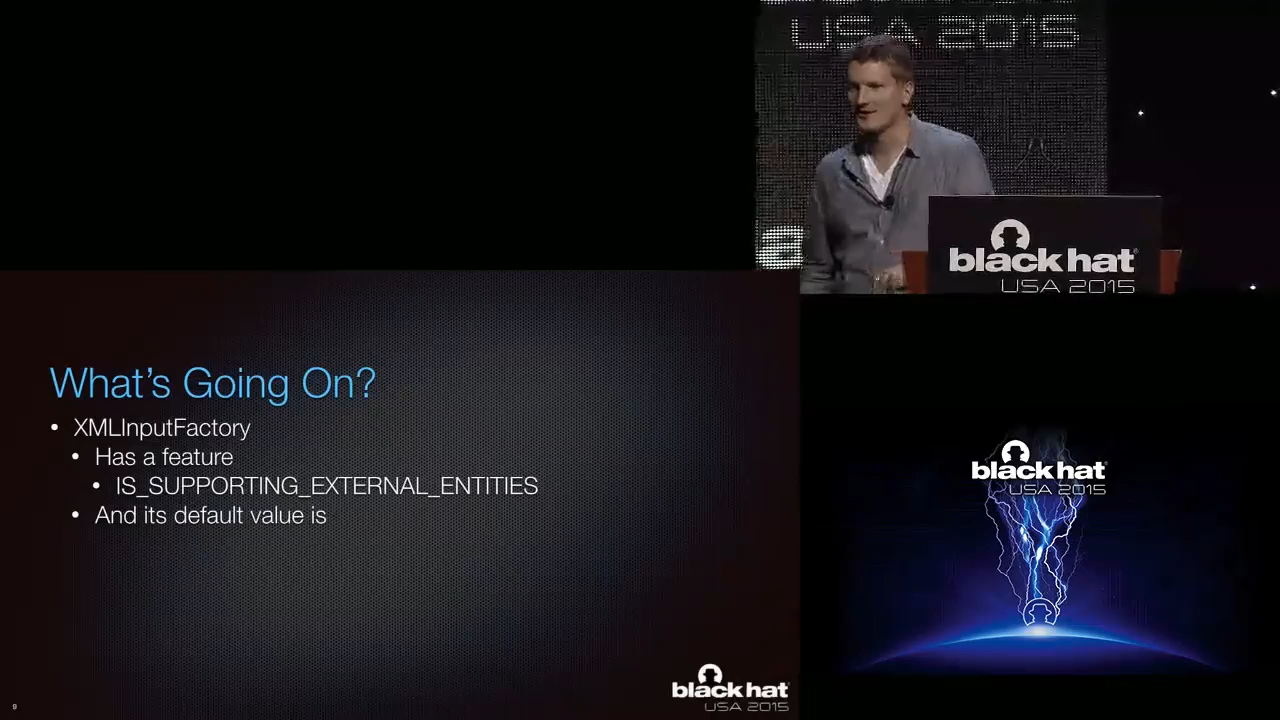 USA 2015
black hat
USA 2015
What's Going On?
• XMLInputFactory
• Has a feature
• IS_SUPPORTING_EXTERNAL_ENTITIES
• And its default value is
black hat
USA 2015
black hat
USA 2015
9